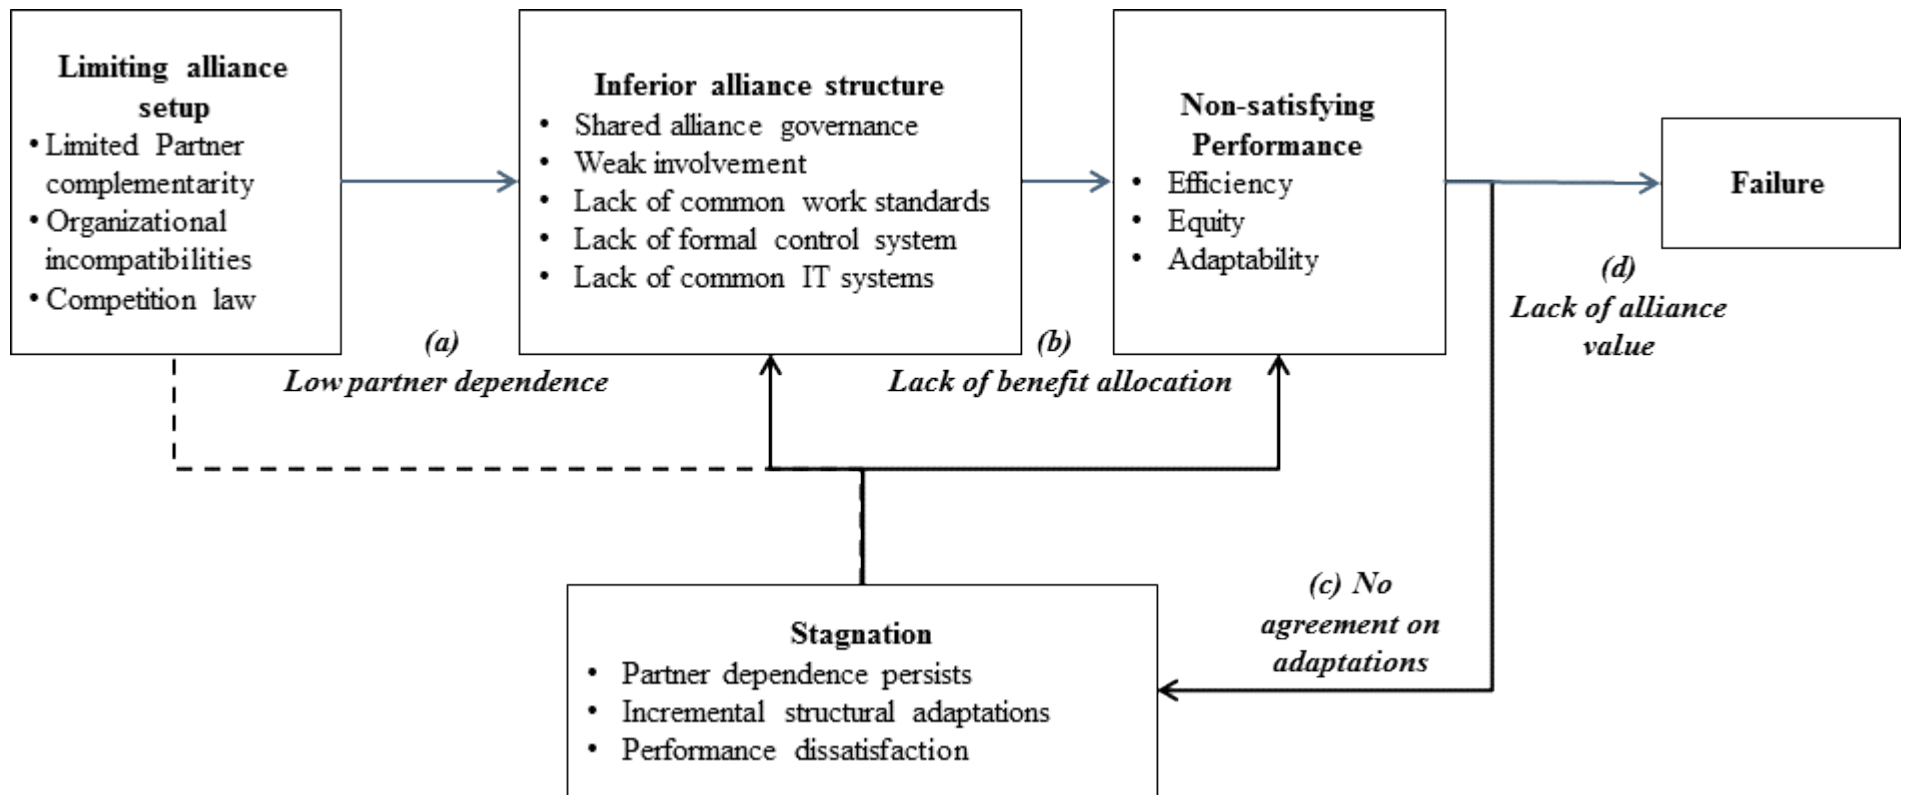 Limiting alliance
setup
• Limited Partner
complementarity
• Organizational
incompatibilities
• Competition law
(a)
Low partner dependence
Inferior alliance structure
• Shared alliance governance
• Weak involvement
• Lack of common work standards
• Lack of formal control system
• Lack of common IT systems
(b)
Lack of benefit allocation
Non-satisfying
Performance
• Efficiency
• Equity
• Adaptability
Failure
(d)
Lack of alliance
value
(c) No
agreement on
adaptations
Stagnation
• Partner dependence persists
• Incremental structural adaptations
• Performance dissatisfaction